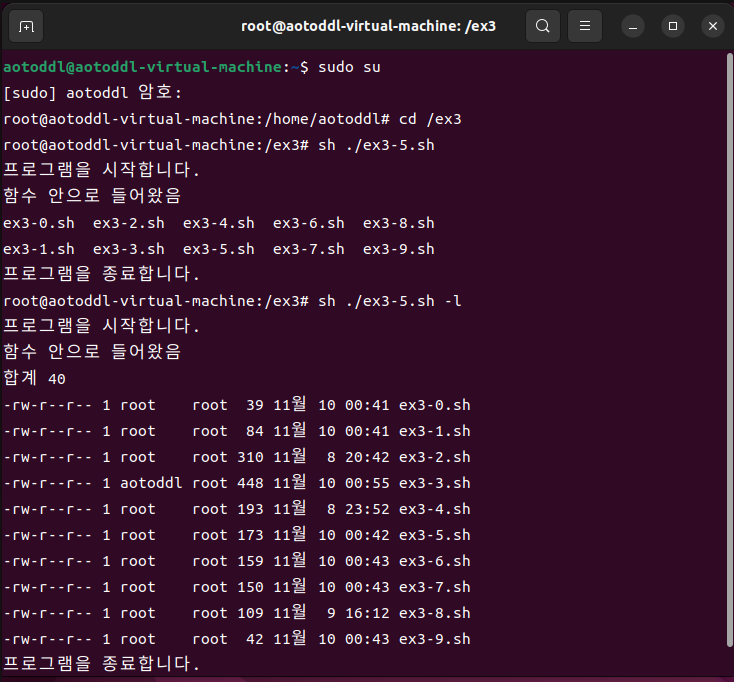 root@aotoddl-virtual-machine: /ex3
aotoddl@aotoddl-virtual-machine:~$ sudo su
[sudo] aotoddl 암호:
root@aotoddl-virtual-machine:/home/aotoddl# cd /ex3
root@aotoddl-virtual-machine:/ex3# sh ./ex3-5.sh
프로그램을 시작합니다.
함수 안으로 들어왔음
ex3-0.sh  ex3-2.sh  ex3-4.sh  ex3-6.sh  ex3-8.sh
ex3-1.sh  ex3-3.sh  ex3-5.sh  ex3-7.sh  ex3-9.sh
프로그램을 종료합니다.
root@aotoddl-virtual-machine:/ex3# sh ./ex3-5.sh -l
프로그램을 시작합니다.
함수 안으로 들어왔음
합계 40
-rw-r--r-- 1 root    root  39 11월 10 00:41 ex3-0.sh
-rw-r--r-- 1 root    root  84 11월 10 00:41 ex3-1.sh
-rw-r--r-- 1 root    root 310 11월  8 20:42 ex3-2.sh
-rw-r--r-- 1 aotoddl root 448 11월 10 00:55 ex3-3.sh
-rw-r--r-- 1 root    root 193 11월  8 23:52 ex3-4.sh
-rw-r--r-- 1 root    root 173 11월 10 00:42 ex3-5.sh
-rw-r--r-- 1 root    root 159 11월 10 00:43 ex3-6.sh
-rw-r--r-- 1 root    root 150 11월 10 00:43 ex3-7.sh
-rw-r--r-- 1 root    root 109 11월  9 16:12 ex3-8.sh
-rw-r--r-- 1 root    root  42 11월 10 00:43 ex3-9.sh
프로그램을 종료합니다.